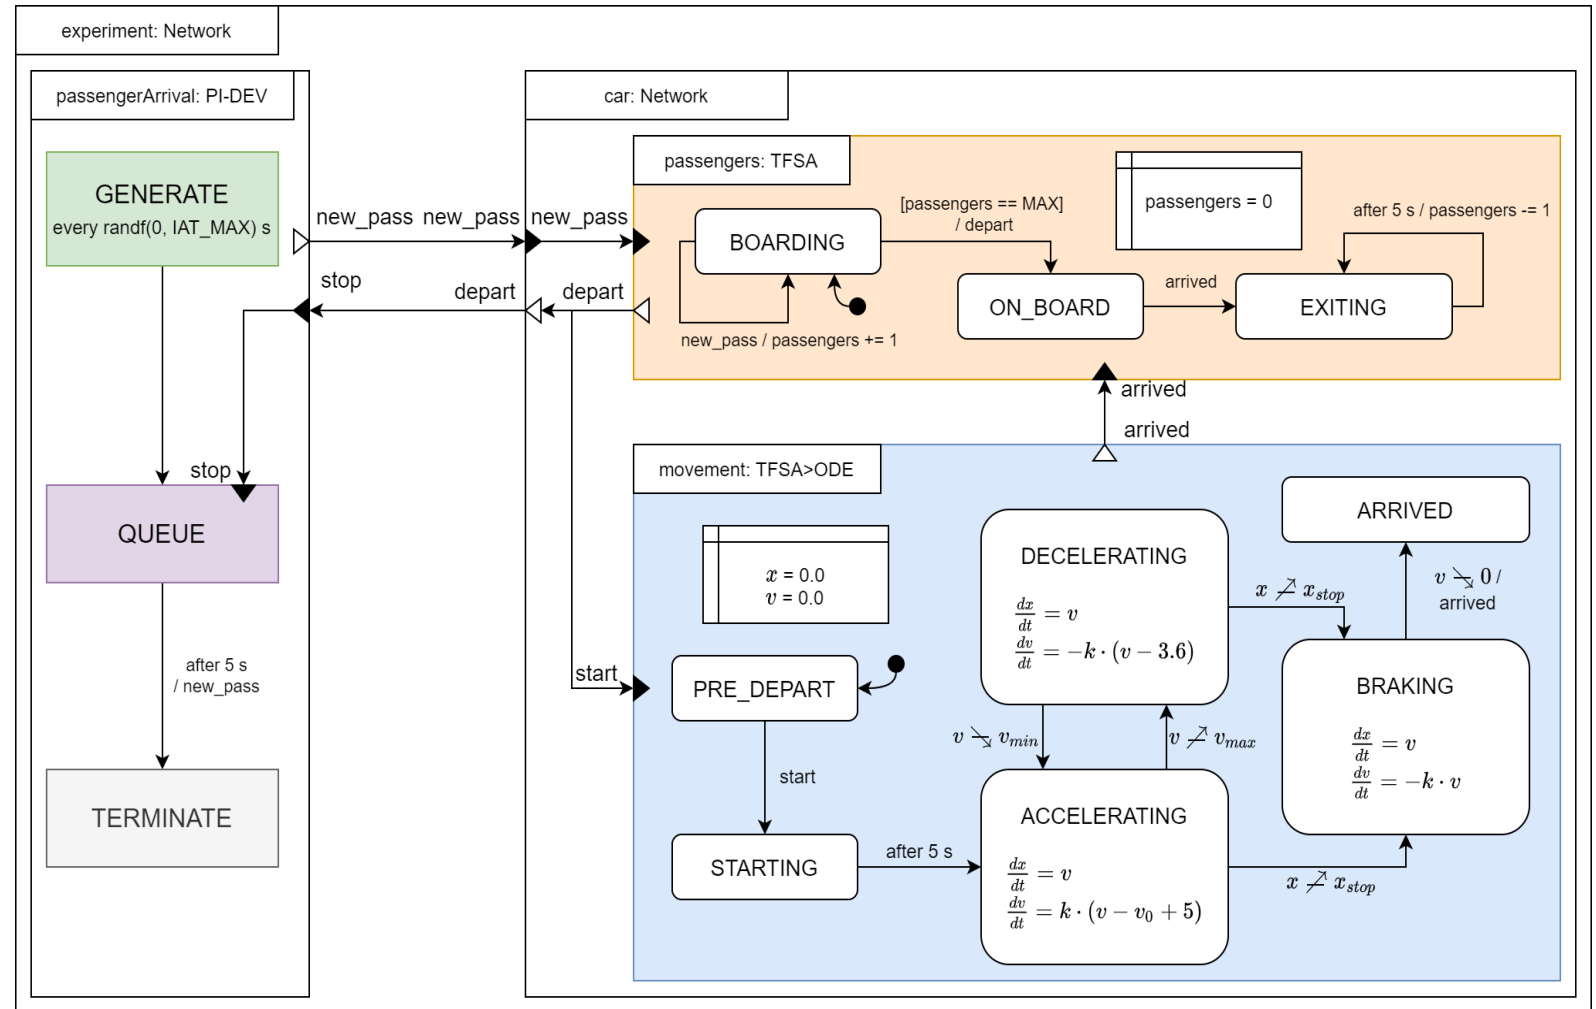 experiment: Network
passengerArrival: PI-DEV
GENERATE
every randf(0, IAT_MAX) s
new_pass
new_pass
new_pass
stop
depart
depart
stop
QUEUE
after 5 s
/ new_pass
TERMINATE
car: Network
passengers: TFSA
passengers = 0
BOARDING
new_pass / passengers += 1
[passengers == MAX]
/ depart
ON_BOARD
arrived
EXITING
after 5 s / passengers -= 1
arrived
arrived
movement: TFSA>ODE
x = 0.0
v = 0.0
start
PRE_DEPART
start
STARTING
after 5 s
DECELERATING
dx/dt = v
dv/dt = −k · (v − 3.6)
v ↘ v_min
v ↗ v_max
ACCELERATING
dx/dt = v
dv/dt = k · (v − v_0 + 5)
x ↗ x_stop
x ↗ x_stop
BRAKING
dx/dt = v
dv/dt = −k · v
v ↘ 0 /
arrived
ARRIVED